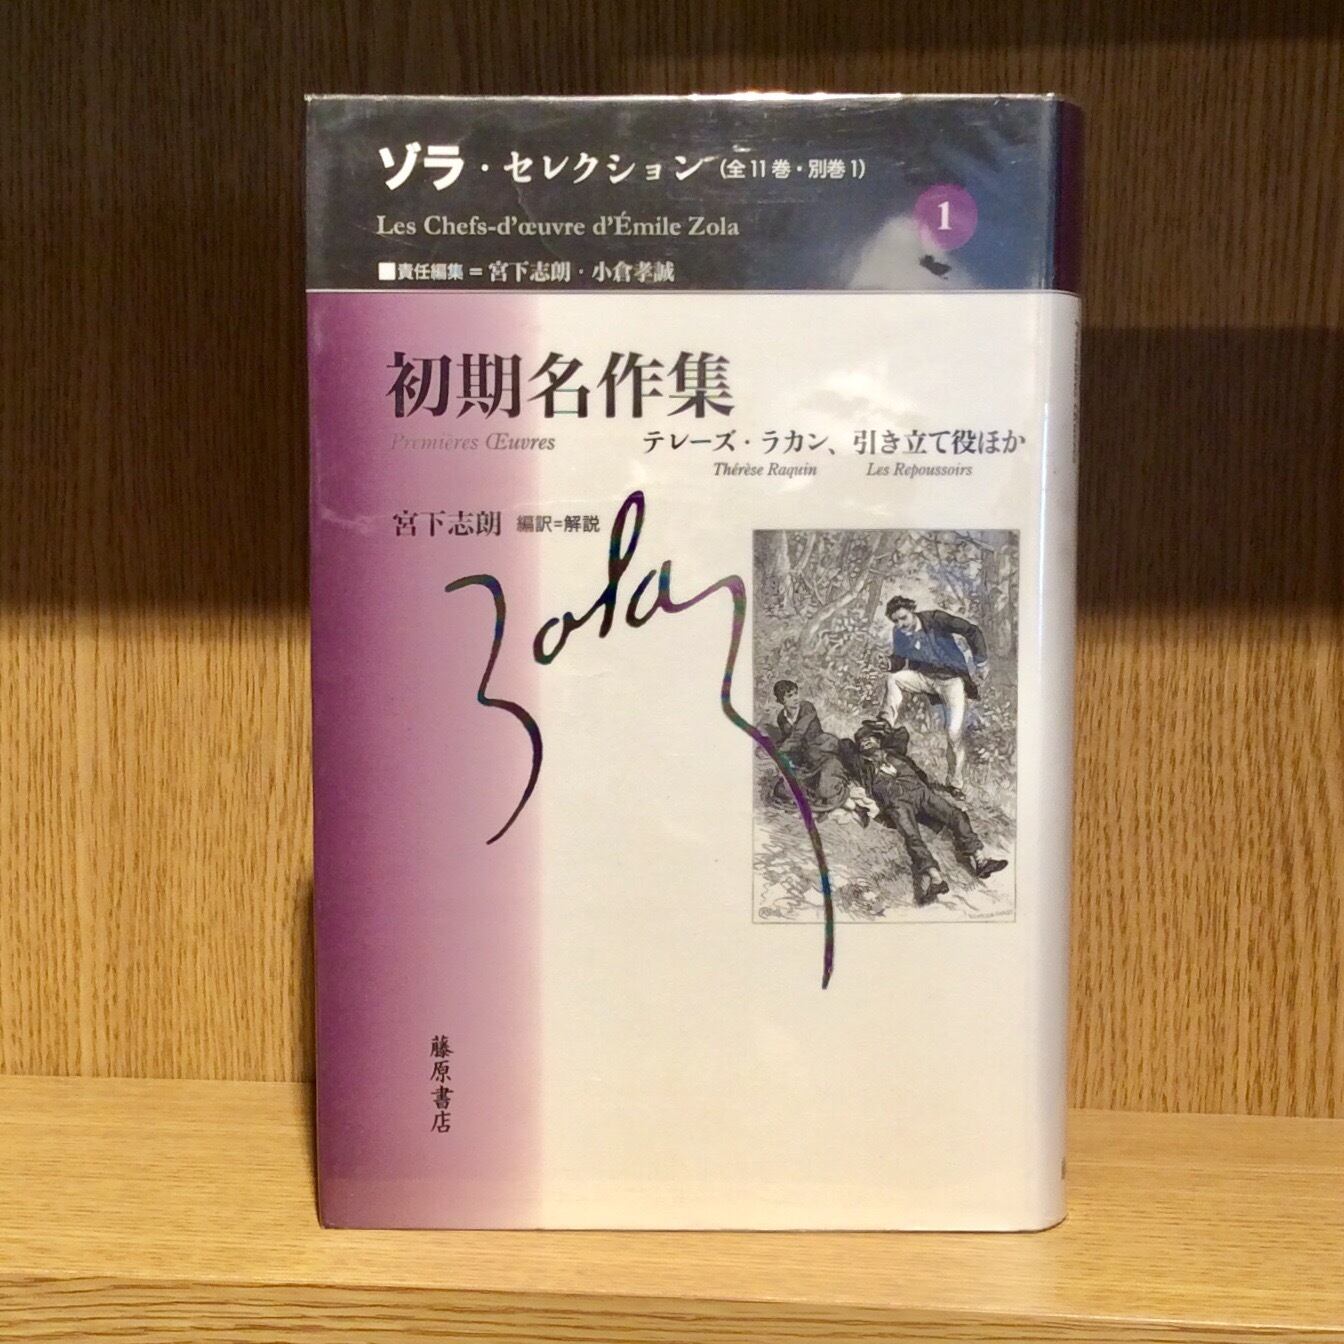 ゾラ・セレクション(全11巻・別巻1)
1
Les Chefs-d'œuvre d'Émile Zola
■責任編集=宮下志朗・小倉孝誠
初期名作集
Premières Œuvres
テレーズ・ラカン、引き立て役ほか
Thérèse Raquin Les Repoussoirs
宮下志朗 編訳=解説
Zola
藤原書店